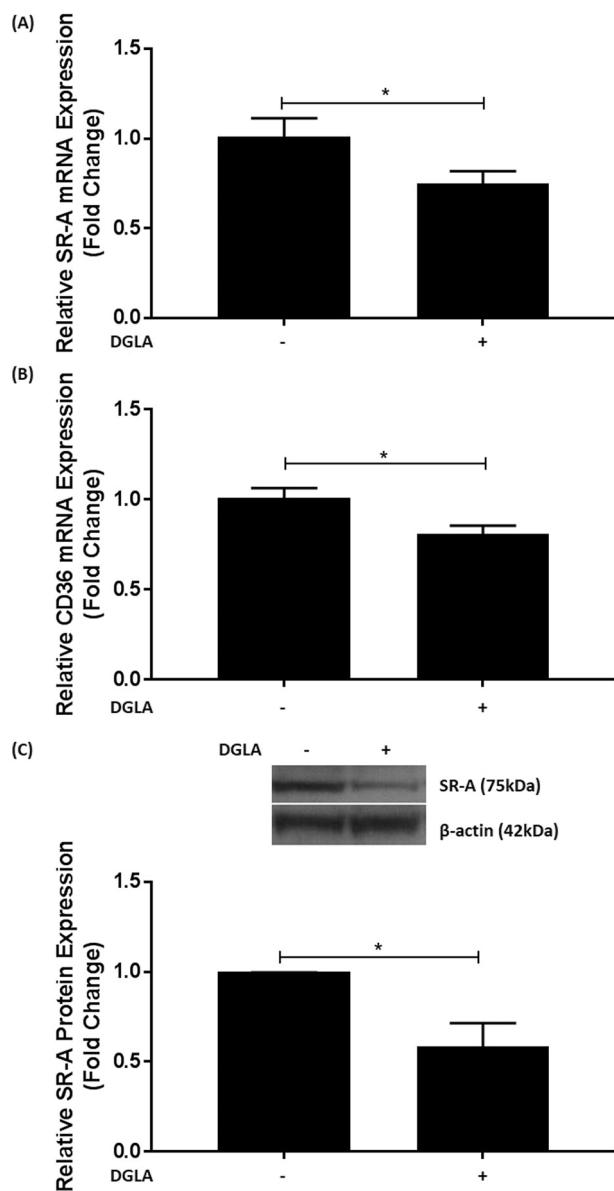 (A)
Relative SR-A mRNA Expression
(Fold Change)
1.5
*
1.0
0.5
0.0
DGLA - +
(B)
Relative CD36 mRNA Expression
(Fold Change)
1.5
*
1.0
0.5
0.0
DGLA - +
(C)
DGLA - +
SR-A (75kDa)
β-actin (42kDa)
Relative SR-A Protein Expression
(Fold Change)
1.5
*
1.0
0.5
0.0
DGLA - +